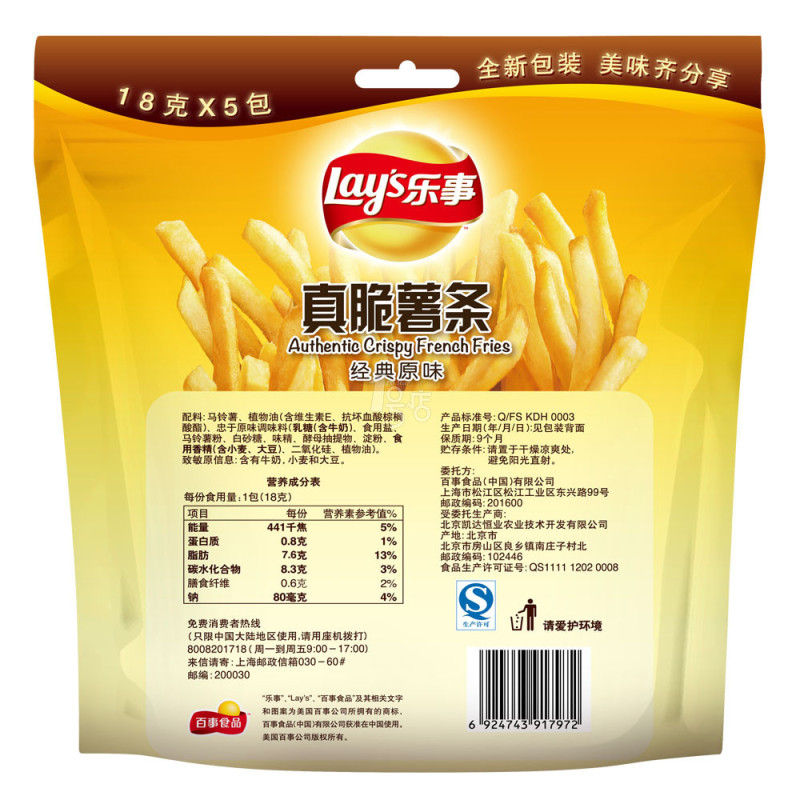 18克X5包
全新包装 美味齐分享
Lay's乐事
真脆薯条
Authentic Crispy French Fries
经典原味
配料:马铃薯、植物油(含维生素E、抗坏血酸棕榈
酸酯)、忠于原味调味料(乳糖(含牛奶)、食用盐、
马铃薯粉、白砂糖、味精、酵母抽提物、淀粉、食
用香精(含小麦、大豆)、二氧化硅、植物油)。
致敏原信息:含有牛奶,小麦和大豆。
营养成分表
每份食用量:1包(18克)
项目 每份 营养素参考值%
能量 441千焦 5%
蛋白质 0.8克 1%
脂肪 7.6克 13%
碳水化合物 8.3克 3%
膳食纤维 0.6克 2%
钠 80毫克 4%
免费消费者热线
(只限中国大陆地区使用,请用座机拨打)
8008201718(周一到周五9:00-17:00)
来信请寄:上海邮政信箱030-60#
邮编:200030
百事食品
"乐事","Lay's","百事食品"及其相关文字
和图案为美国百事公司所拥有的商标,
百事食品(中国)有限公司获准在中国使用。
美国百事公司版权所有。
产品标准号:Q/FS KDH 0003
生产日期(年/月/日):见包装背面
保质期:9个月
贮存条件:请置于干燥凉爽处,
避免阳光直射。
委托方:
百事食品(中国)有限公司
上海市松江区松江工业区东兴路99号
邮政编码:201600
受委托生产商:
北京凯达恒业农业技术开发有限公司
产地:北京市
北京市房山区良乡镇南庄子村北
邮政编码:102446
食品生产许可证号:QS1111 1202 0008
生产许可
请爱护环境
6 924743 917972